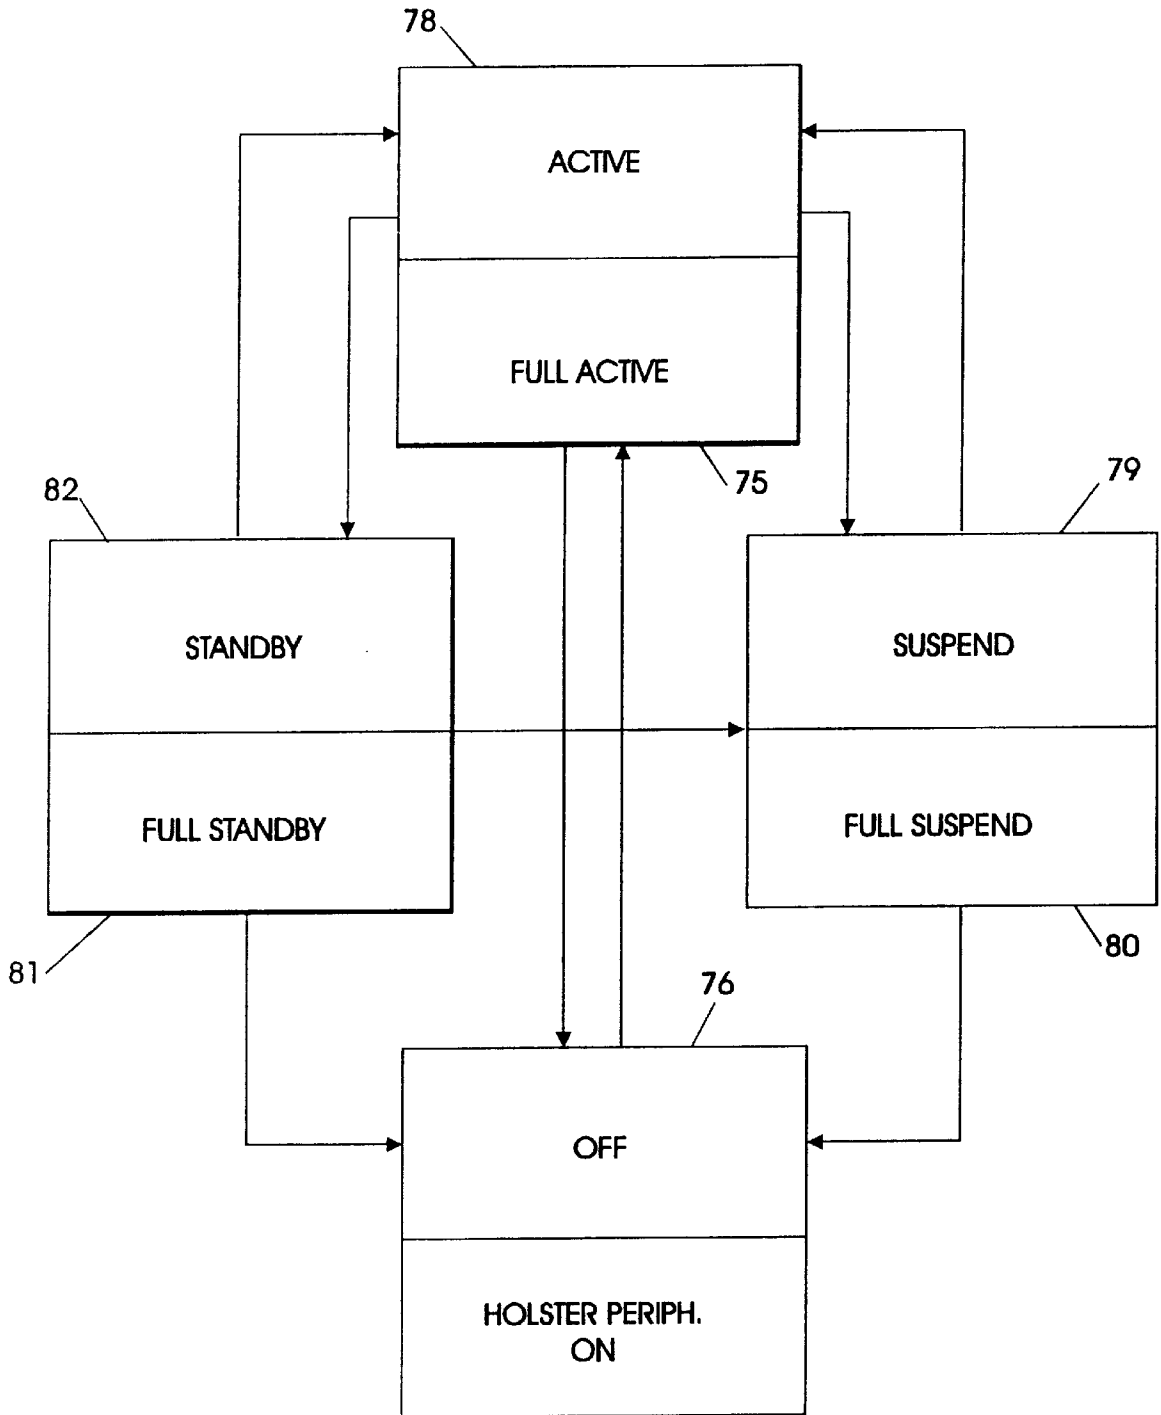 78
ACTIVE
FULL ACTIVE
75
82
79
STANDBY
SUSPEND
FULL STANDBY
FULL SUSPEND
81
80
76
OFF
HOLSTER PERIPH.
ON